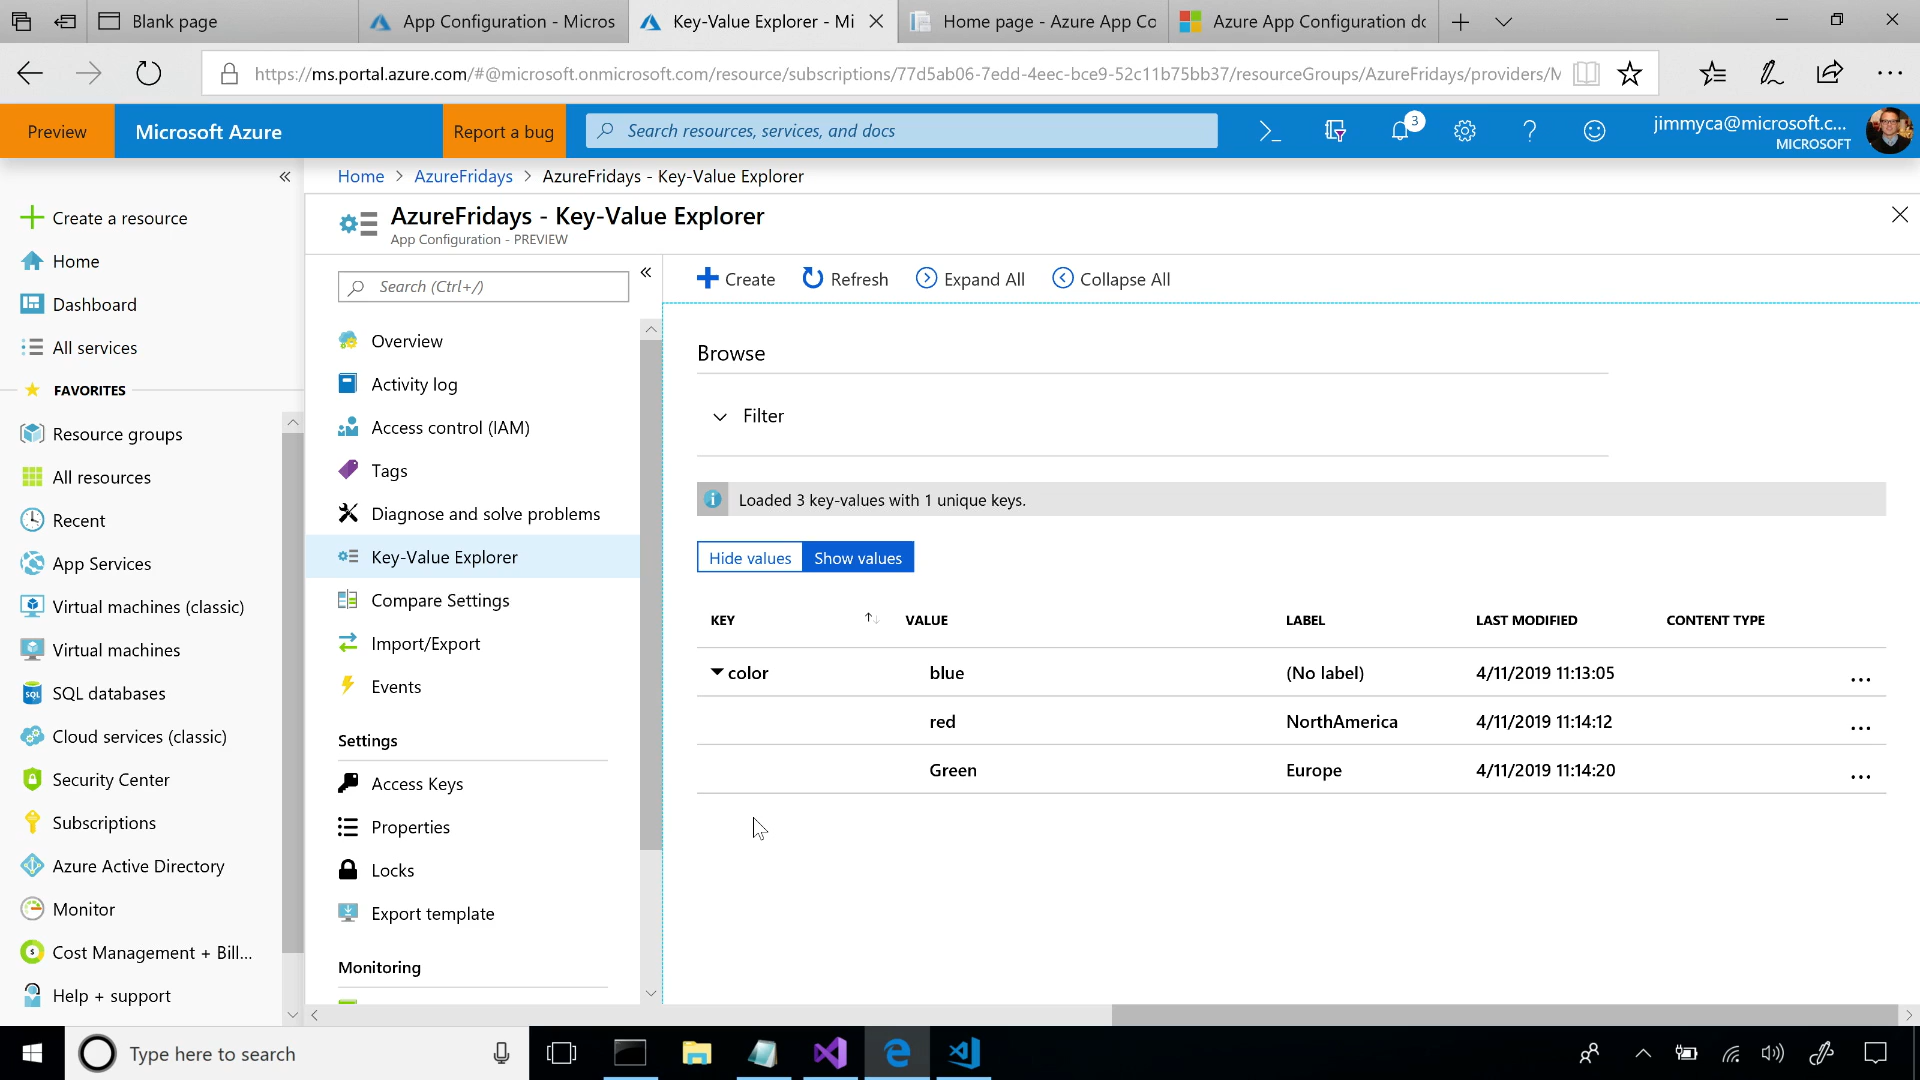 Blank page
App Configuration - Micros
Key-Value Explorer - Mi
Home page - Azure App Co
Azure App Configuration do
https://ms.portal.azure.com/#@microsoft.onmicrosoft.com/resource/subscriptions/77d5ab06-7edd-4eec-bce9-52c11b75bb37/resourceGroups/AzureFridays/providers/M
Preview
Microsoft Azure
Report a bug
Search resources, services, and docs
3
jimmyca@microsoft.c...
MICROSOFT
Create a resource
Home
Dashboard
All services
FAVORITES
Resource groups
All resources
Recent
App Services
Virtual machines (classic)
Virtual machines
SQL databases
Cloud services (classic)
Security Center
Subscriptions
Azure Active Directory
Monitor
Cost Management + Bill...
Help + support
Home > AzureFridays > AzureFridays - Key-Value Explorer
AzureFridays - Key-Value Explorer
App Configuration - PREVIEW
Search (Ctrl+/)
Overview
Activity log
Access control (IAM)
Tags
Diagnose and solve problems
Key-Value Explorer
Compare Settings
Import/Export
Events
Settings
Access Keys
Properties
Locks
Export template
Monitoring
Create Refresh Expand All Collapse All
Browse
Filter
Loaded 3 key-values with 1 unique keys.
Hide values Show values
KEY VALUE LABEL LAST MODIFIED CONTENT TYPE
color blue (No label) 4/11/2019 11:13:05 ...
red NorthAmerica 4/11/2019 11:14:12 ...
Green Europe 4/11/2019 11:14:20 ...
Type here to search